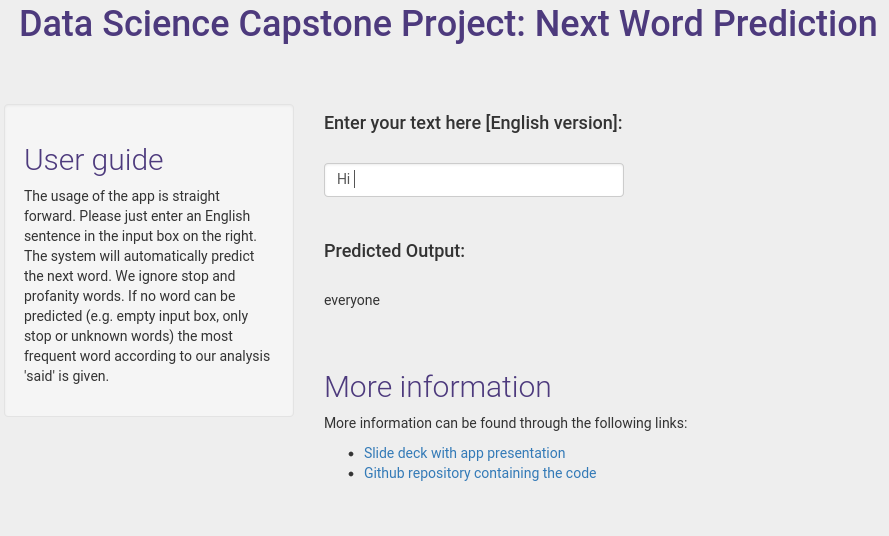 Data Science Capstone Project: Next Word Prediction
User guide
The usage of the app is straight
forward. Please just enter an English
sentence in the input box on the right.
The system will automatically predict
the next word. We ignore stop and
profanity words. If no word can be
predicted (e.g. empty input box, only
stop or unknown words) the most
frequent word according to our analysis
'said' is given.
Enter your text here [English version]:
Hi
Predicted Output:
everyone
More information
More information can be found through the following links:
Slide deck with app presentation
Github repository containing the code